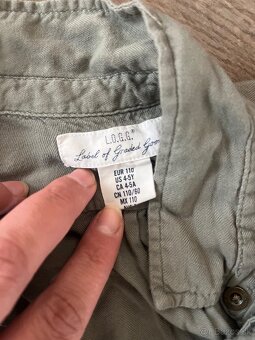 L.O.G.G.
Label of Graded Goods
EUR 110
US 4-5Y
CA 4-5A
CN 110/60
MX 110